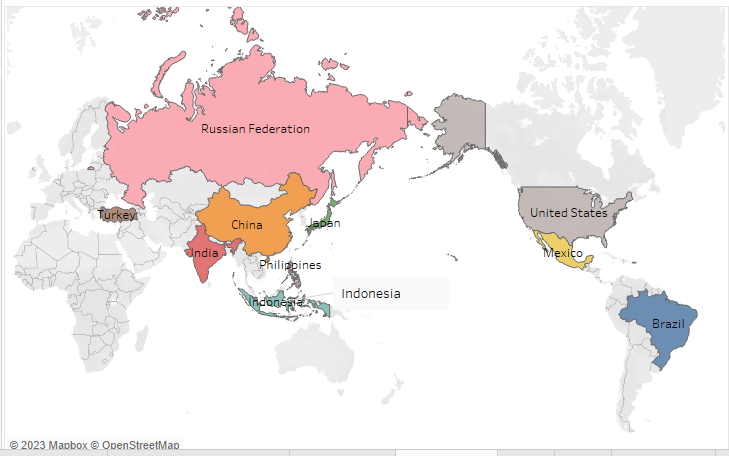 Russian Federation
Turkey
China
Japan
United States
India
Mexico
Philippines
Indonesia
Indonesia
Brazil
© 2023 Mapbox © OpenStreetMap